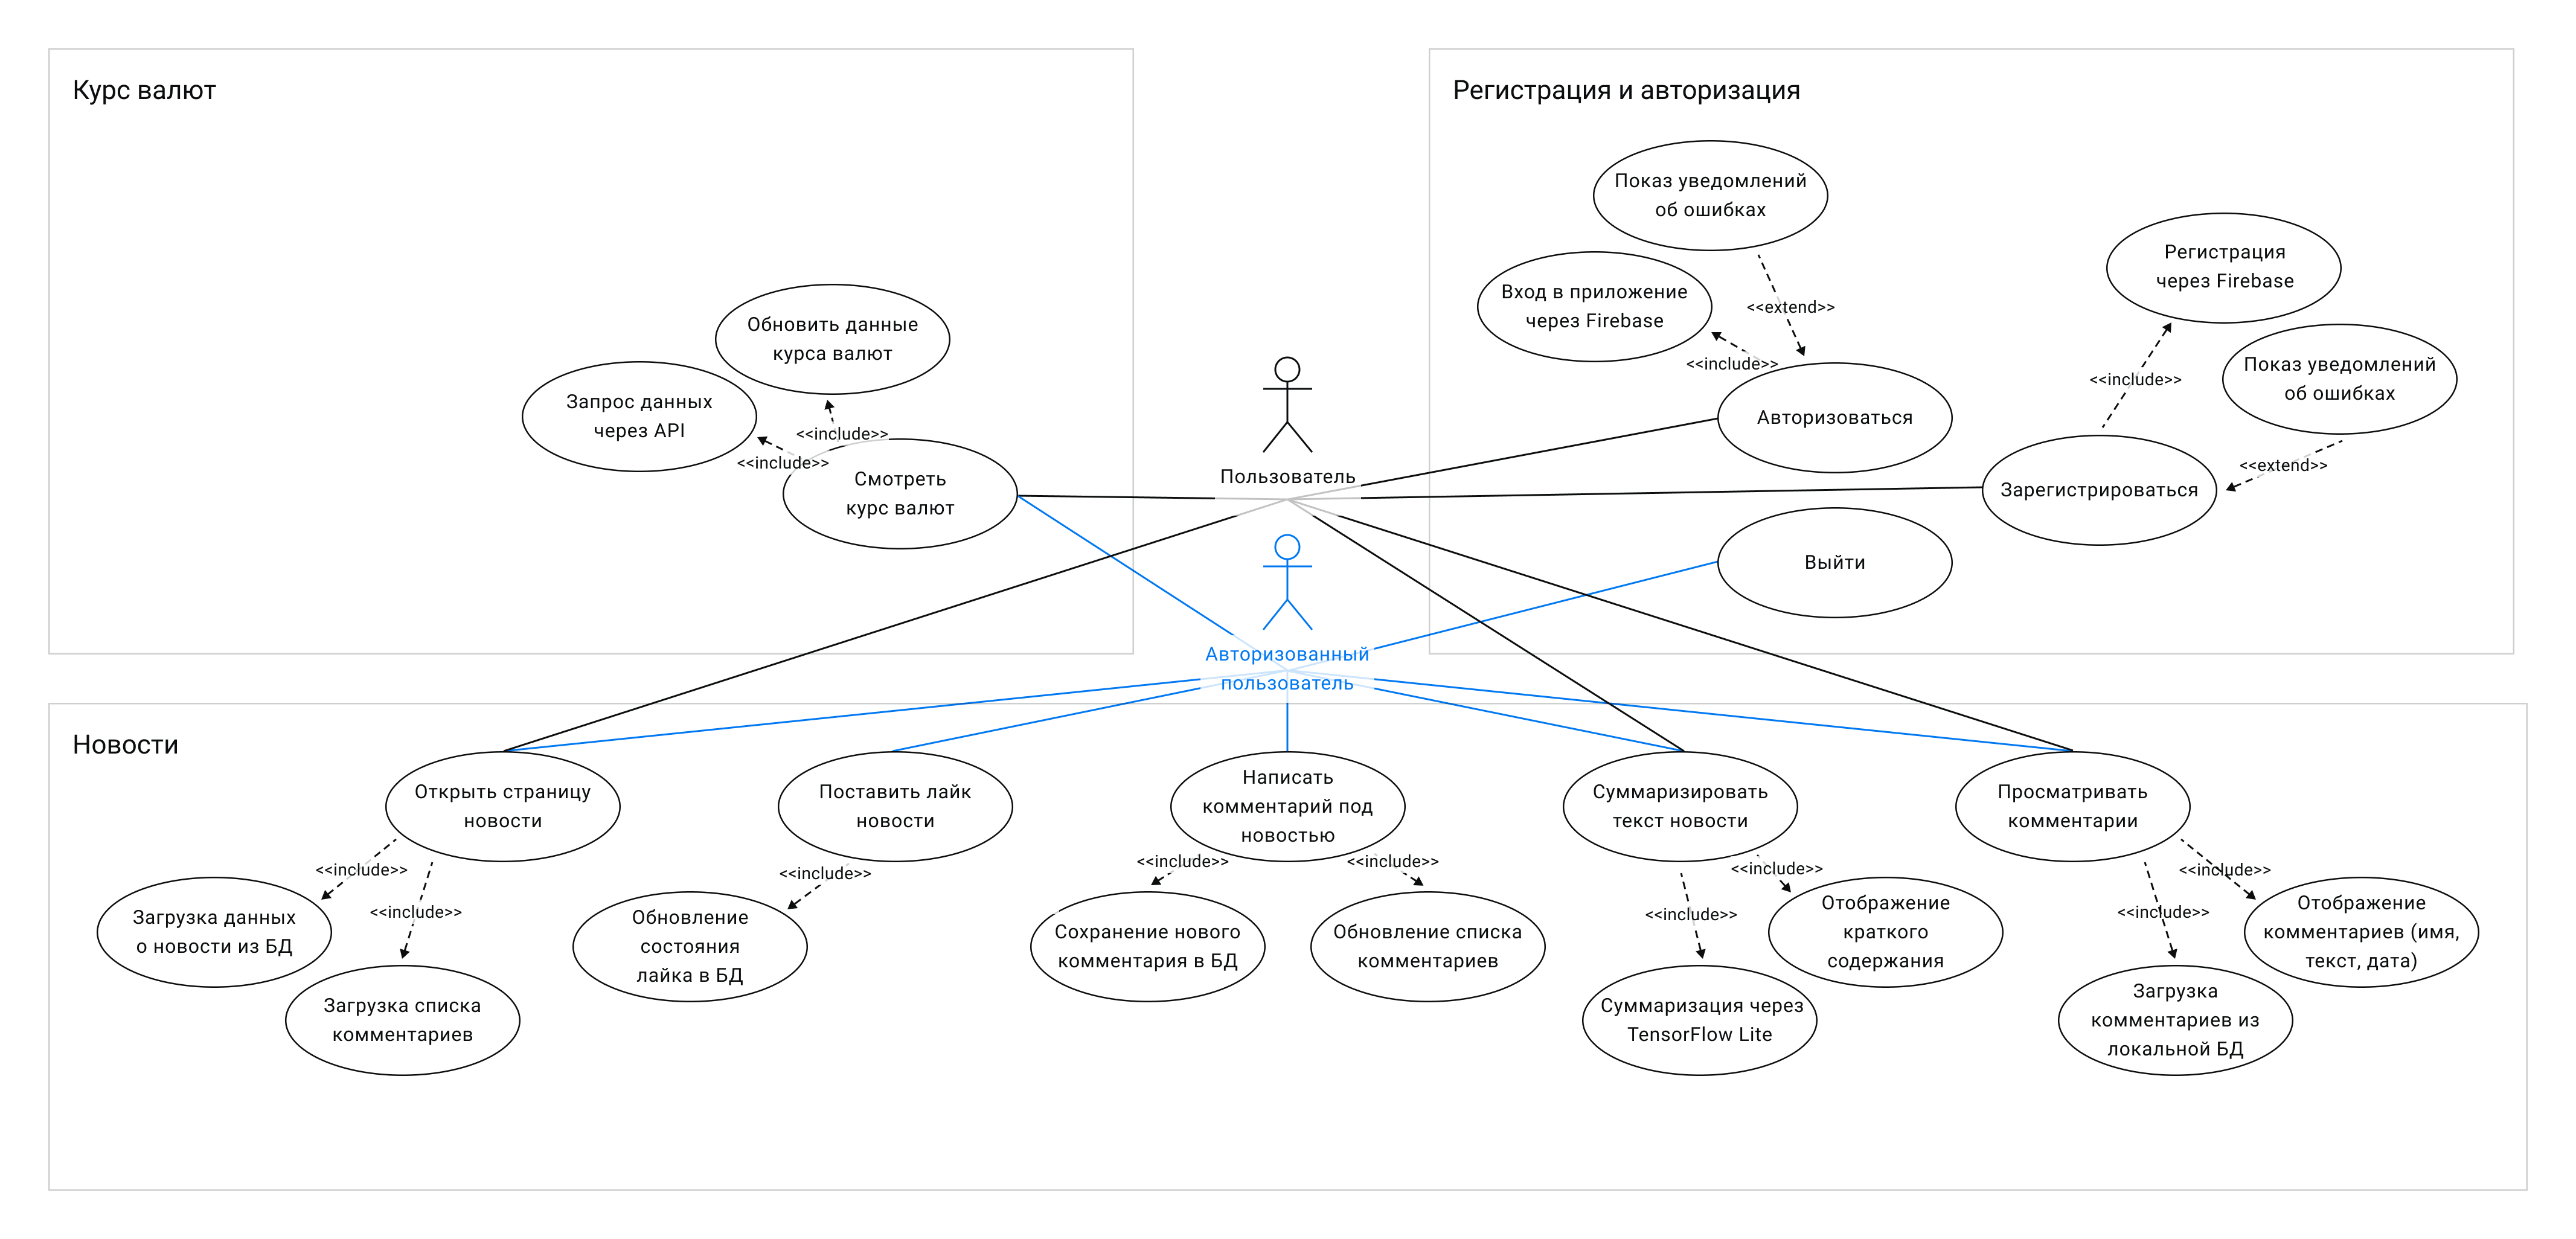 Курс валют
Обновить данные
курса валют
Запрос данных
через API
<<include>>
<<include>>
Смотреть
курс валют
Пользователь
Авторизованный
пользователь
Регистрация и авторизация
Показ уведомлений
об ошибках
Вход в приложение
через Firebase
<<extend>>
<<include>>
Авторизоваться
Регистрация
через Firebase
<<include>>
Показ уведомлений
об ошибках
<<extend>>
Зарегистрироваться
Выйти
Новости
Открыть страницу
новости
<<include>>
<<include>>
Загрузка данных
о новости из БД
Загрузка списка
комментариев
Поставить лайк
новости
<<include>>
Обновление
состояния
лайка в БД
Написать
комментарий под
новостью
<<include>>
<<include>>
Сохранение нового
комментария в БД
Обновление списка
комментариев
Суммаризировать
текст новости
<<include>>
<<include>>
Отображение
краткого
содержания
Суммаризация через
TensorFlow Lite
Просматривать
комментарии
<<include>>
<<include>>
Отображение
комментариев (имя,
текст, дата)
Загрузка
комментариев из
локальной БД